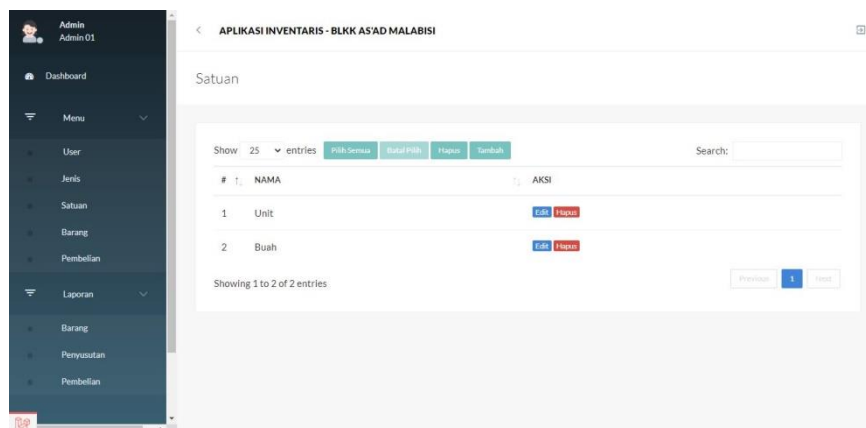 Admin
Admin 01
Dashboard
Menu
User
Jenis
Satuan
Barang
Pembelian
Laporan
Barang
Penyusutan
Pembelian
APLIKASI INVENTARIS - BLKK AS'AD MALABISI
Satuan
Show 25 entries Pilih Semua Batal Pilih Hapus Tambah Search:
# NAMA AKSI
1 Unit Edit Hapus
2 Buah Edit Hapus
Showing 1 to 2 of 2 entries Previous 1 Next